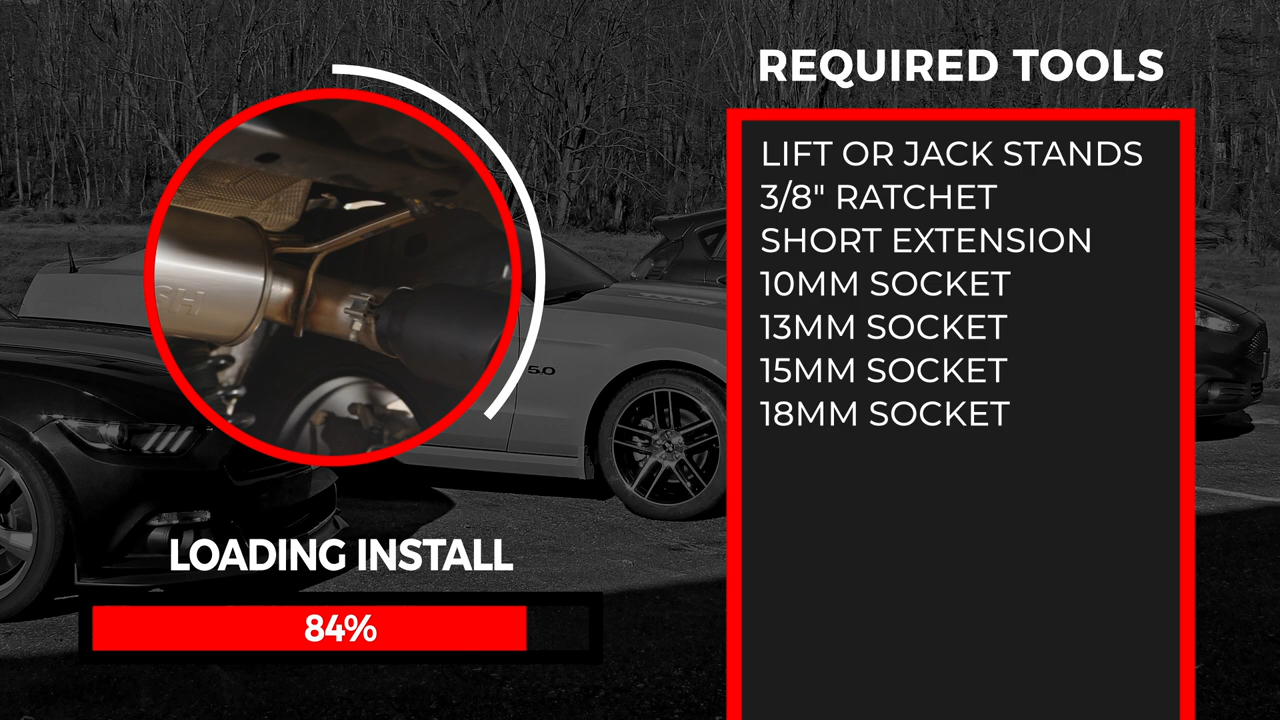 REQUIRED TOOLS
LIFT OR JACK STANDS
3/8" RATCHET
SHORT EXTENSION
10MM SOCKET
13MM SOCKET
15MM SOCKET
18MM SOCKET
5.0
LOADING INSTALL
84%